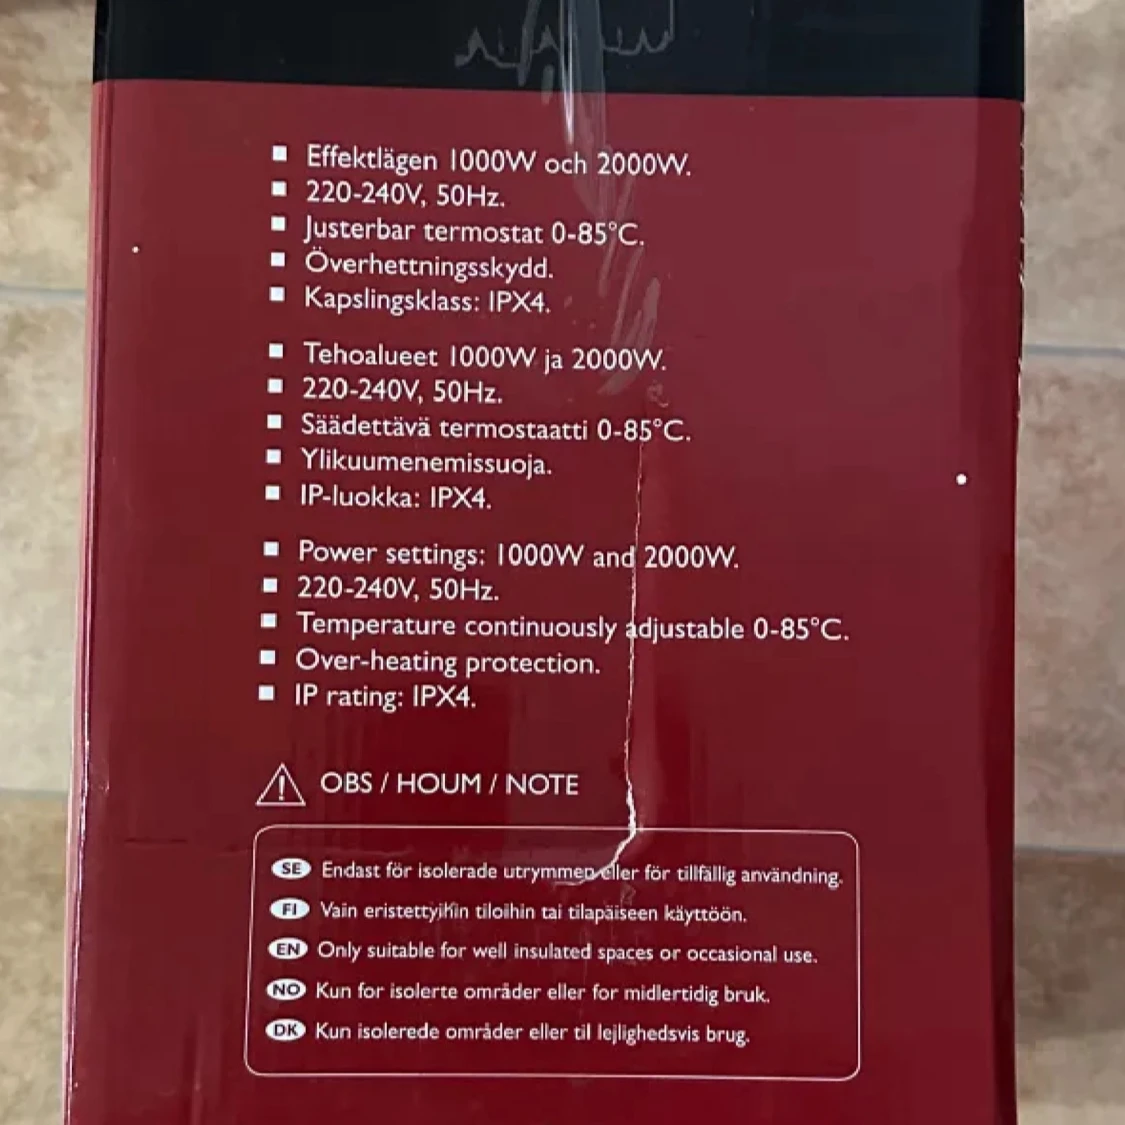 Effektlägen 1000W och 2000W.
220-240V, 50Hz.
Justerbar termostat 0-85°C.
Överhettningsskydd.
Kapslingsklass: IPX4.
Tehoalueet 1000W ja 2000W.
220-240V, 50Hz.
Säädettävä termostaatti 0-85°C.
Ylikuumenemissuoja.
IP-luokka: IPX4.
Power settings: 1000W and 2000W.
220-240V, 50Hz.
Temperature continuously adjustable 0-85°C.
Over-heating protection.
IP rating: IPX4.
OBS / HOUM / NOTE
SE Endast för isolerade utrymmen eller för tillfällig användning.
FI Vain eristettyihin tiloihin tai tilapäiseen käyttöön.
EN Only suitable for well insulated spaces or occasional use.
NO Kun for isolerte områder eller for midlertidig bruk.
DK Kun isolerede områder eller til lejlighedsvis brug.